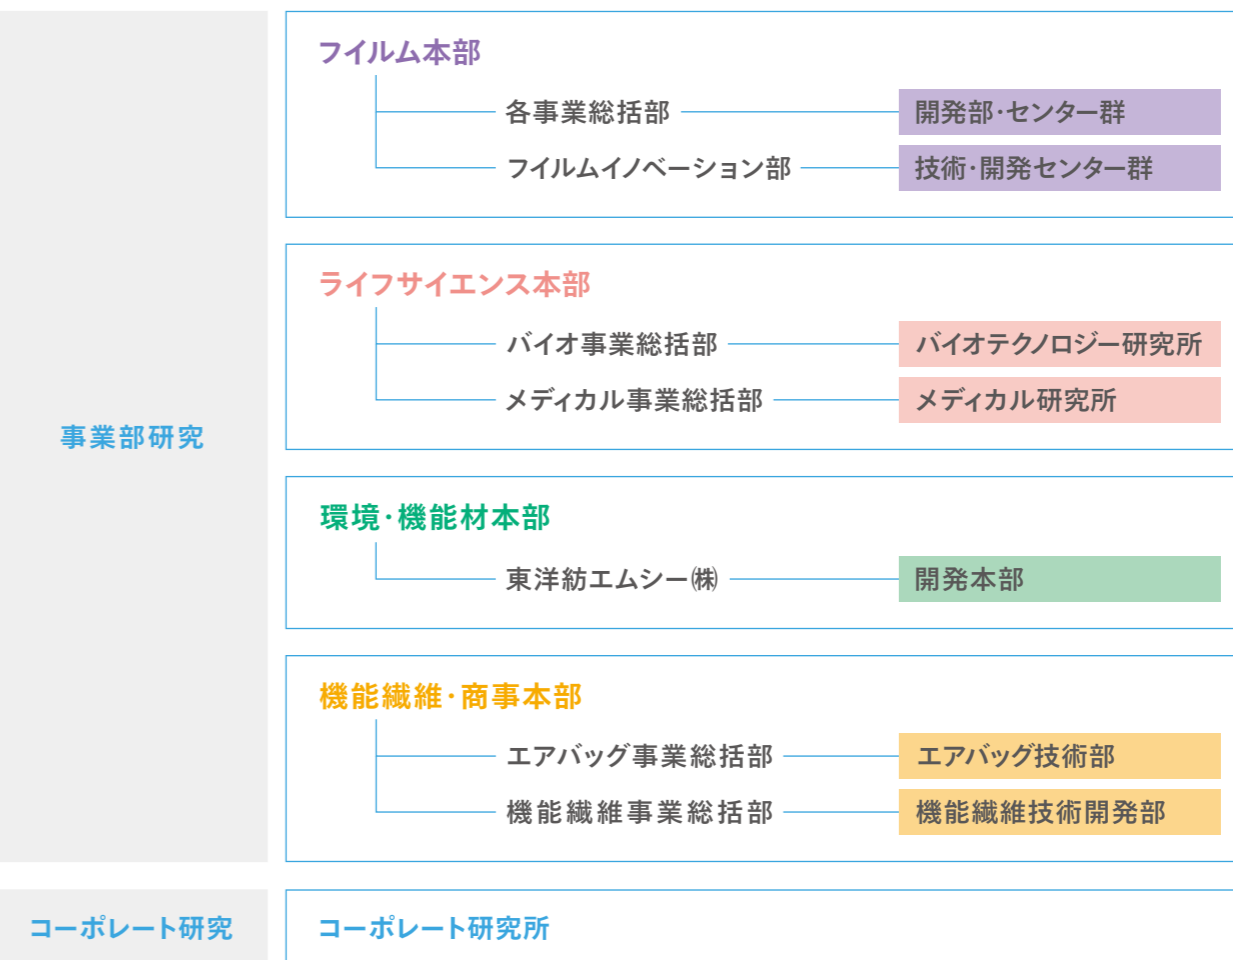 事業部研究
フイルム本部
各事業総括部 開発部・センター群
フイルムイノベーション部 技術・開発センター群
ライフサイエンス本部
バイオ事業総括部 バイオテクノロジー研究所
メディカル事業総括部 メディカル研究所
環境・機能材本部
東洋紡エムシー㈱ 開発本部
機能繊維・商事本部
エアバッグ事業総括部 エアバッグ技術部
機能繊維事業総括部 機能繊維技術開発部
コーポレート研究 コーポレート研究所